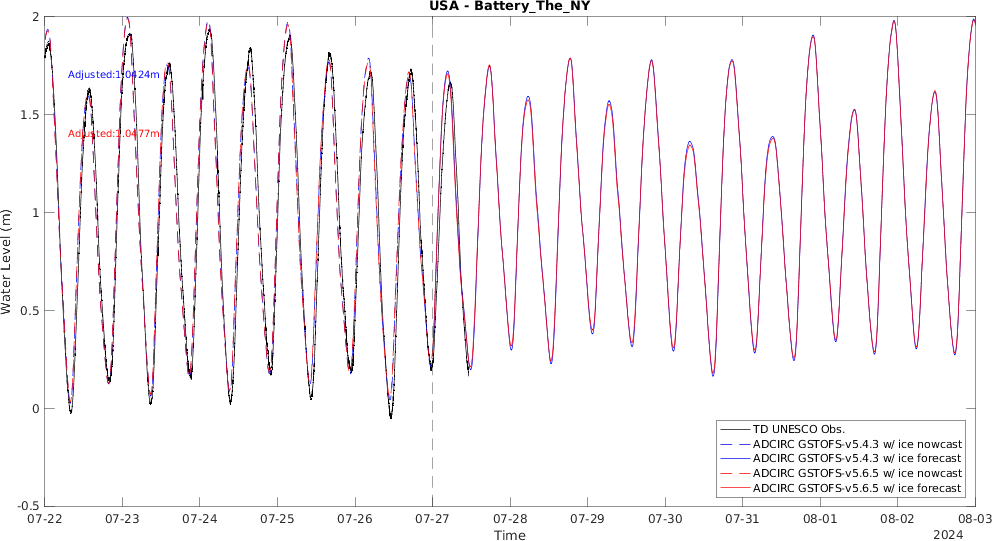 USA - Battery_The_NY
2
1.5
1
0.5
0
-0.5
Water Level (m)
Adjusted:1.0424m
Adjusted:1.0477m
TD UNESCO Obs.
ADCIRC GSTOFS-v5.4.3 w/ ice nowcast
ADCIRC GSTOFS-v5.4.3 w/ ice forecast
ADCIRC GSTOFS-v5.6.5 w/ ice nowcast
ADCIRC GSTOFS-v5.6.5 w/ ice forecast
07-22 07-23 07-24 07-25 07-26 07-27 07-28 07-29 07-30 07-31 08-01 08-02 08-03
Time
2024